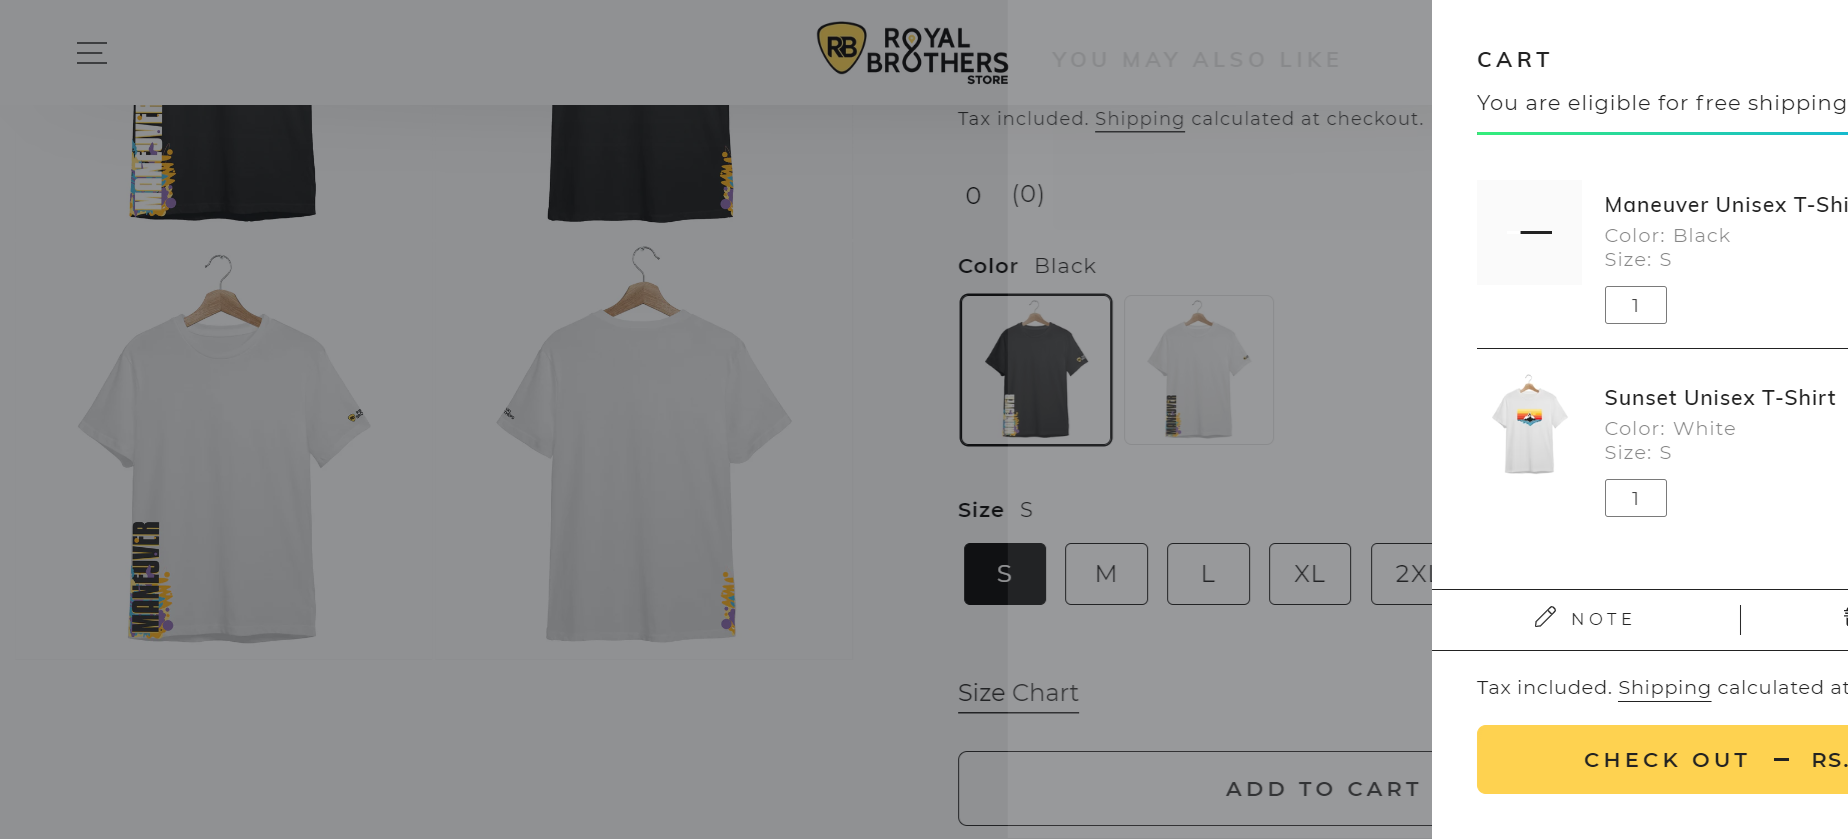 RB ROYAL
BROTHERS
STORE
YOU MAY ALSO LIKE
Tax included. Shipping calculated at checkout.
0 (0)
MANEUVER
Color Black
MANEUVER
MANEUVER
Size S
S M L XL 2XL
MANEUVER
Size Chart
ADD TO CART
CART
You are eligible for free shipping
Maneuver Unisex T-Shi
Color: Black
Size: S
1
Sunset Unisex T-Shirt
Color: White
Size: S
1
NOTE
Tax included. Shipping calculated at
CHECK OUT – RS.